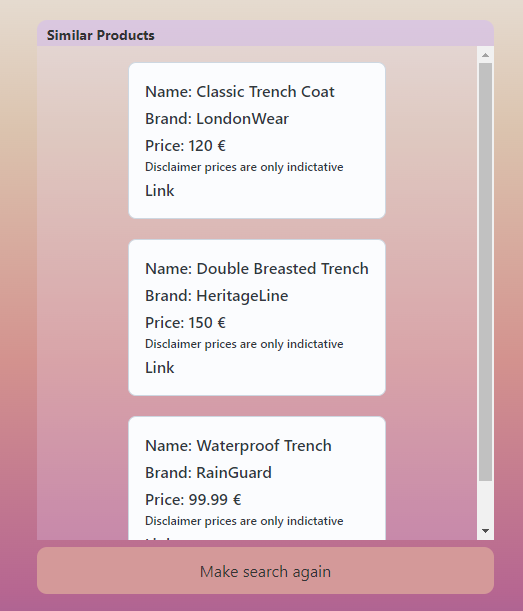 Similar Products
Name: Classic Trench Coat
Brand: LondonWear
Price: 120 €
Disclaimer prices are only indictative
Link
Name: Double Breasted Trench
Brand: HeritageLine
Price: 150 €
Disclaimer prices are only indictative
Link
Name: Waterproof Trench
Brand: RainGuard
Price: 99.99 €
Disclaimer prices are only indictative
Make search again